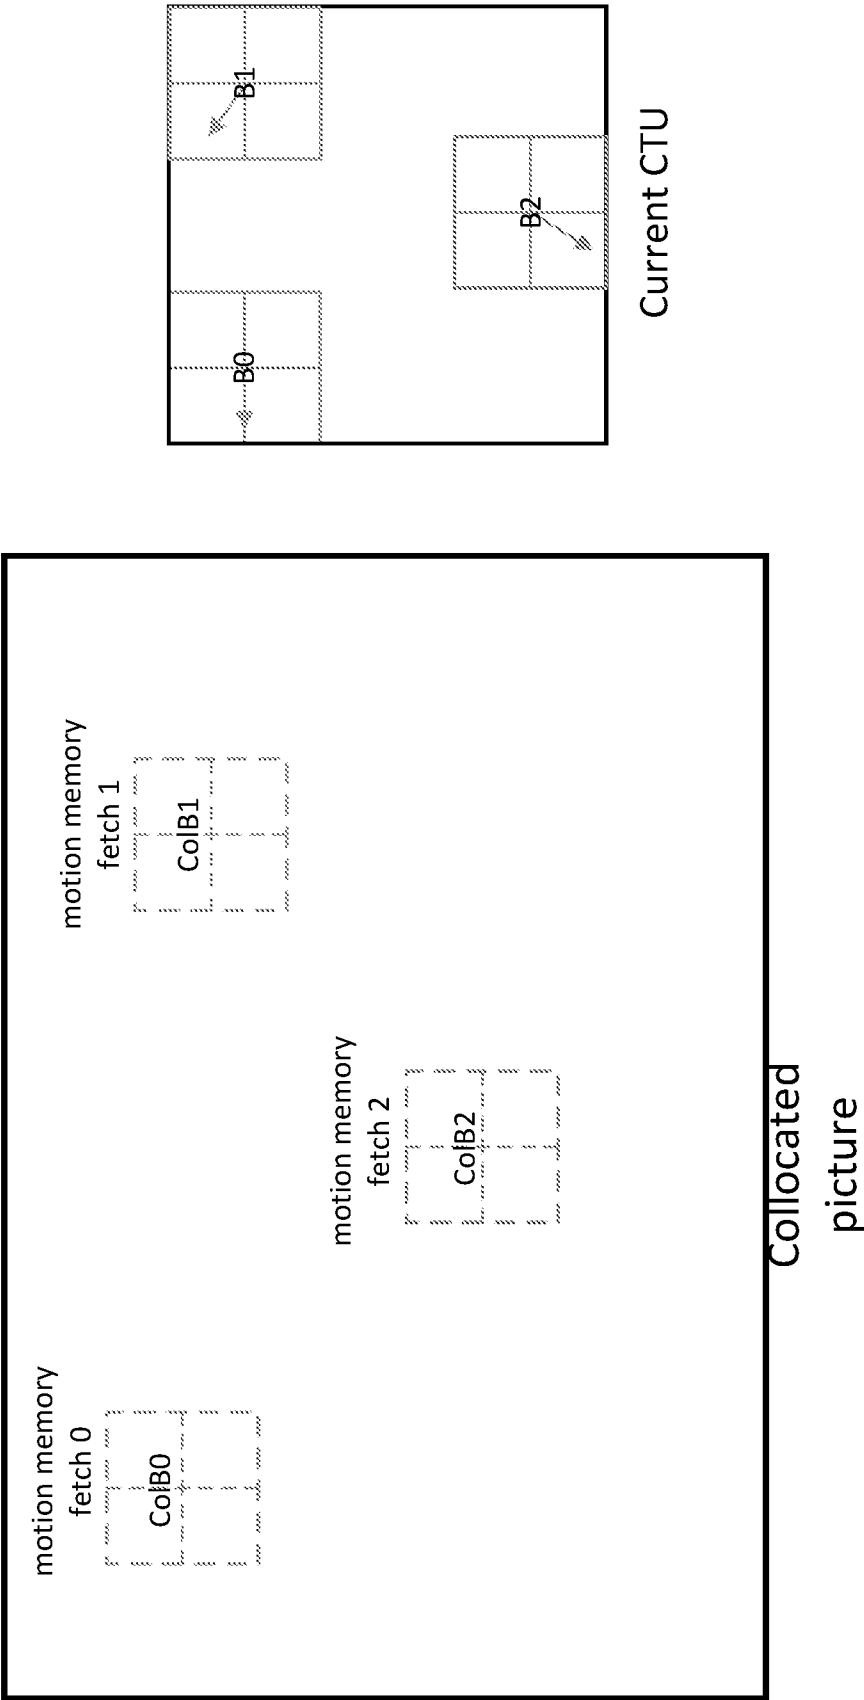 motion memory
fetch 0
ColB0
motion memory
fetch 1
ColB1
motion memory
fetch 2
ColB2
Collocated
picture
B0
B1
B2
Current CTU